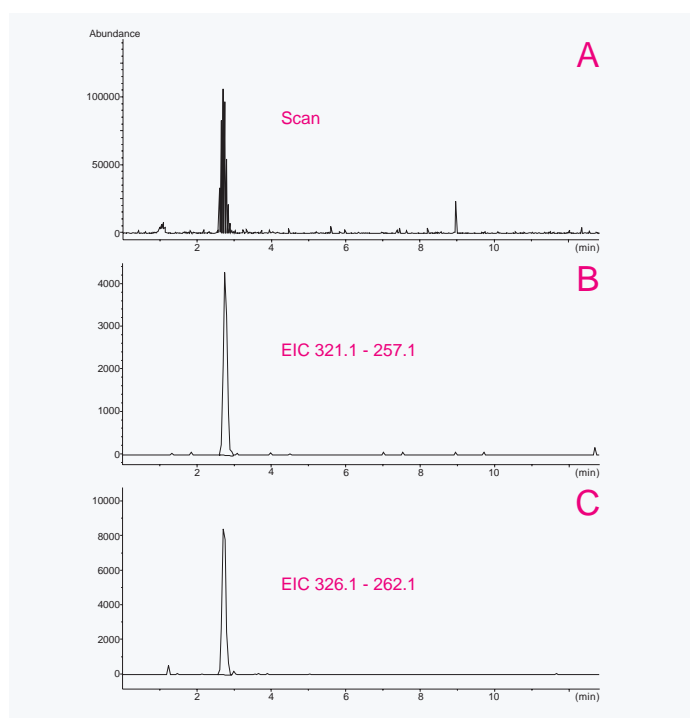 Abundance
A
Scan
100000
50000
0
2 4 6 8 10 (min)
B
EIC 321.1 - 257.1
4000
3000
2000
1000
0
2 4 6 8 10 (min)
C
EIC 326.1 - 262.1
10000
8000
6000
4000
2000
0
2 4 6 8 10 (min)